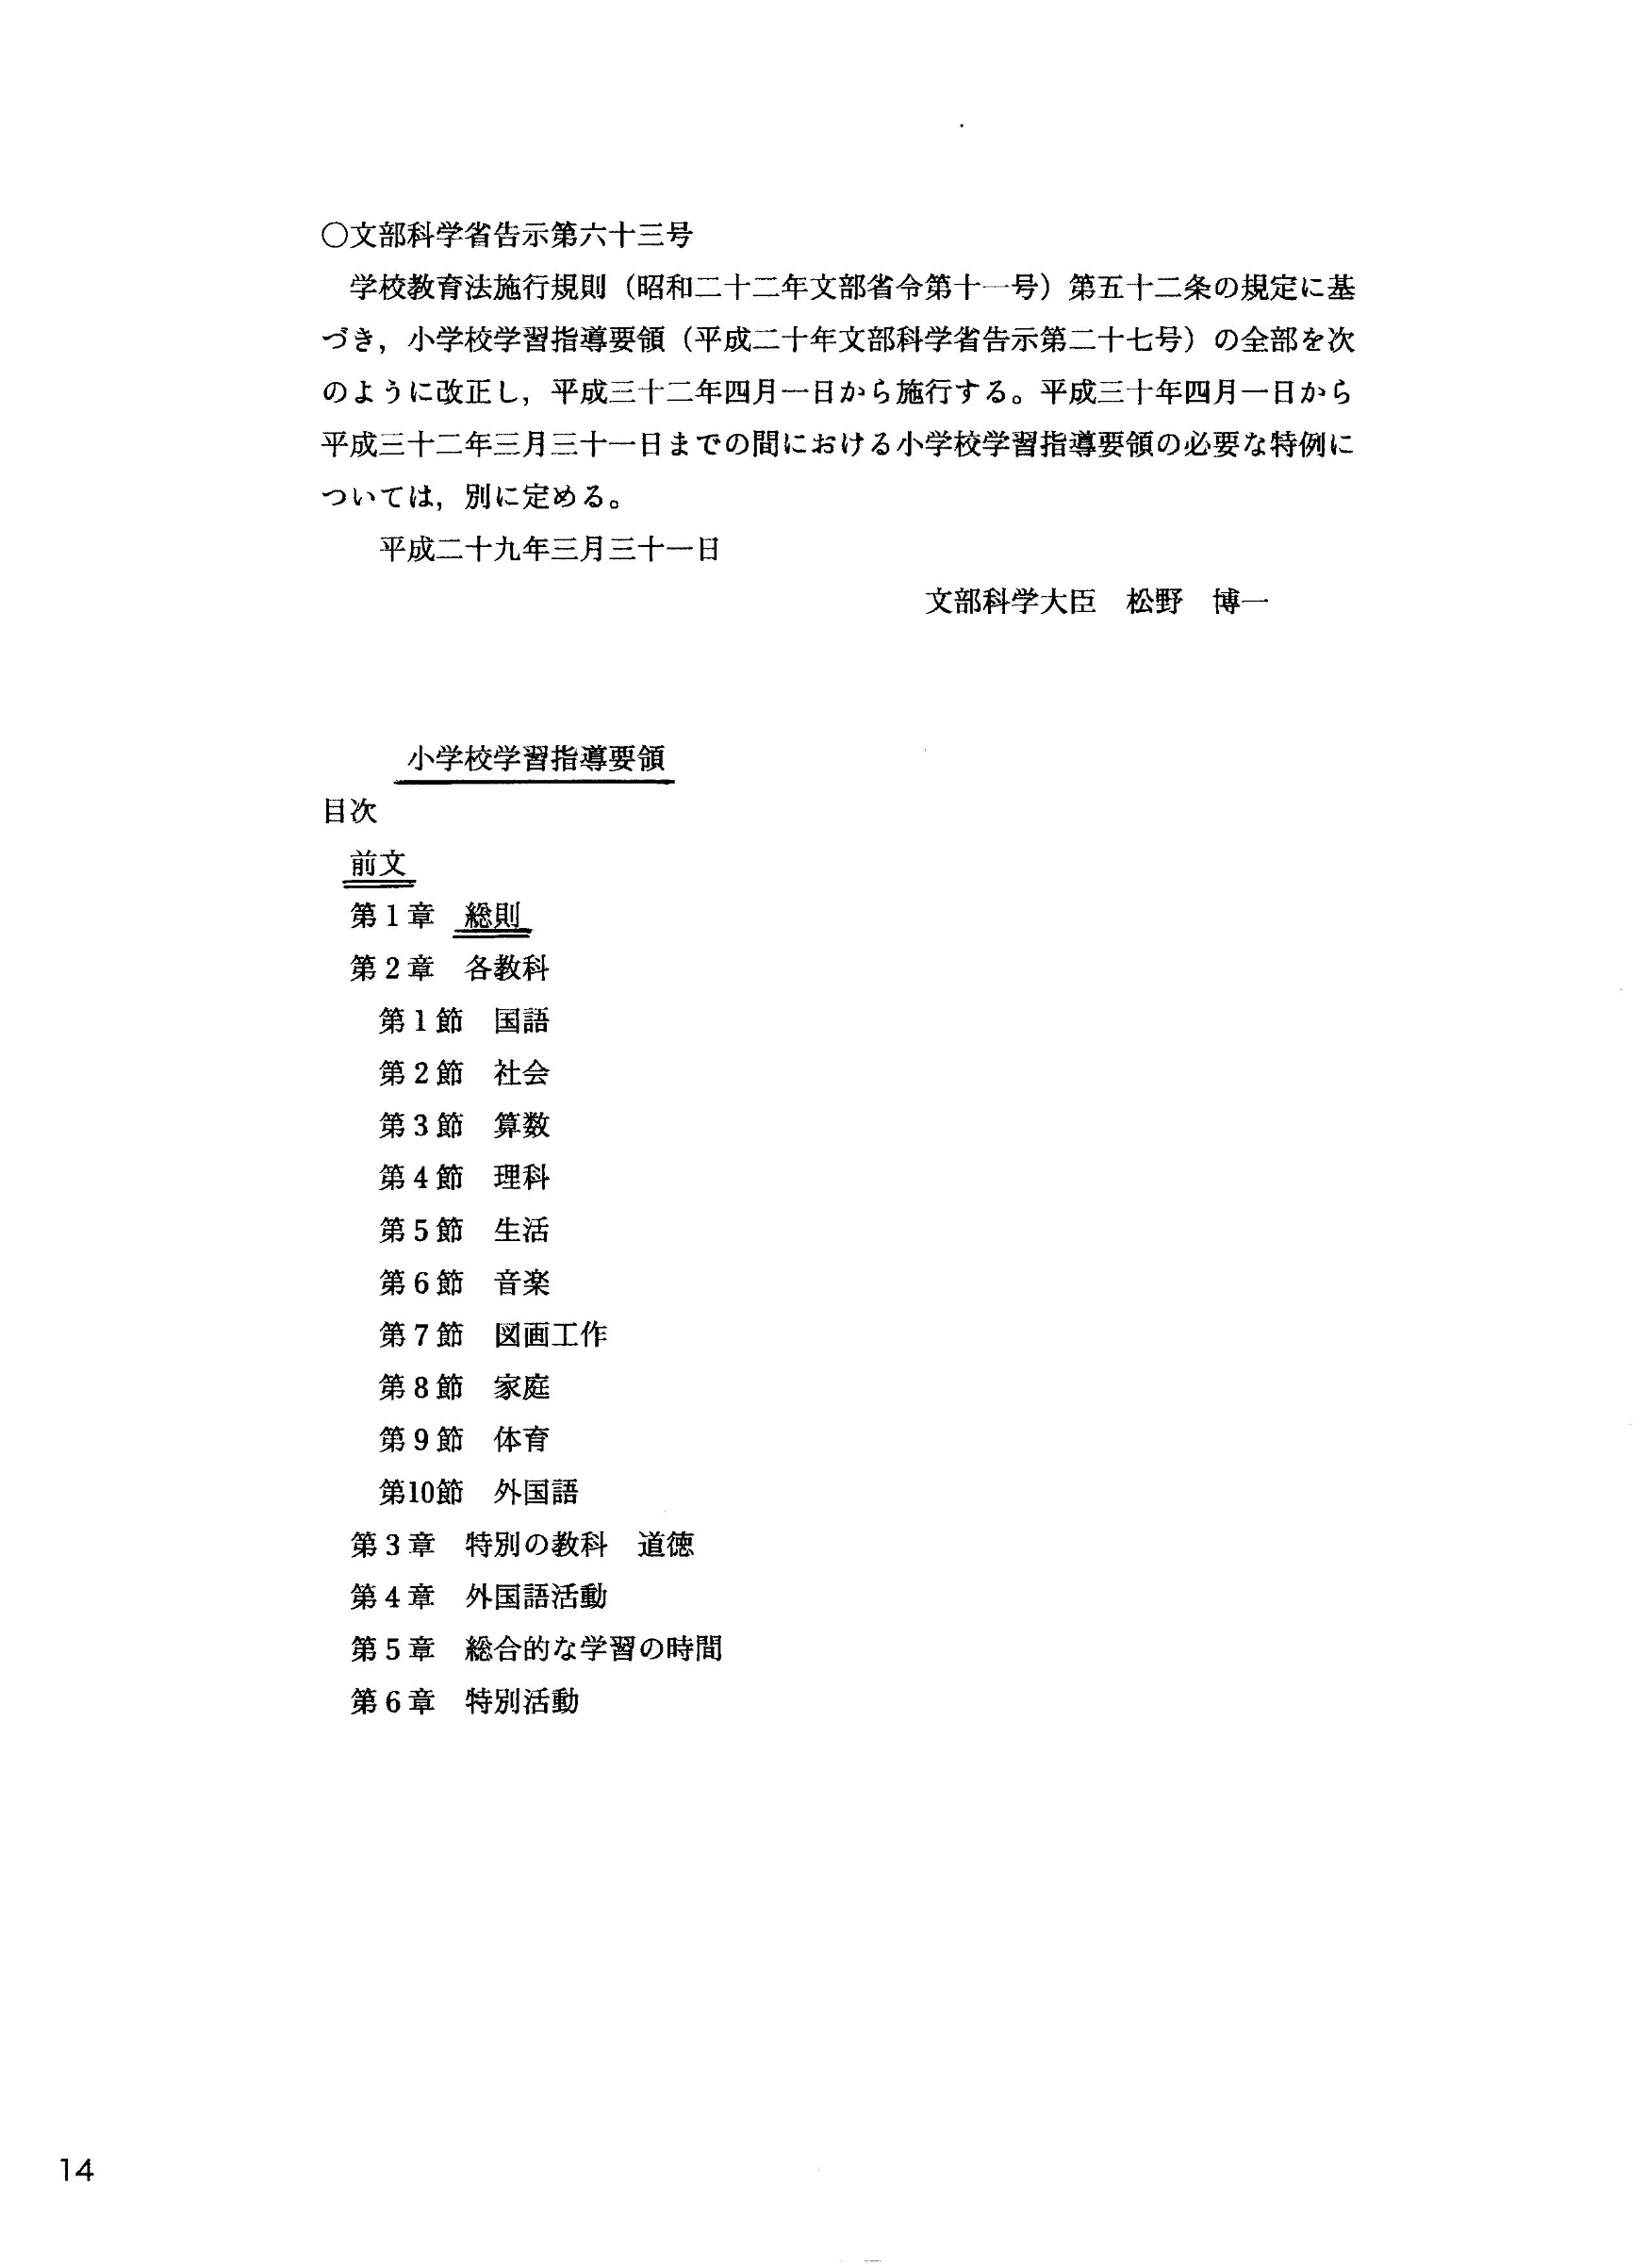 ○文部科学省告示第六十三号
学校教育法施行規則（昭和二十二年文部省令第十一号）第五十二条の規定に基
づき，小学校学習指導要領（平成二十年文部科学省告示第二十七号）の全部を次
のように改正し，平成三十二年四月一日から施行する。平成三十年四月一日から
平成三十二年三月三十一日までの間における小学校学習指導要領の必要な特例に
ついては，別に定める。
平成二十九年三月三十一日
文部科学大臣　松野　博一
小学校学習指導要領
目次
前文
第１章　総則
第２章　各教科
第１節　国語
第２節　社会
第３節　算数
第４節　理科
第５節　生活
第６節　音楽
第７節　図画工作
第８節　家庭
第９節　体育
第10節　外国語
第３章　特別の教科　道徳
第４章　外国語活動
第５章　総合的な学習の時間
第６章　特別活動
14